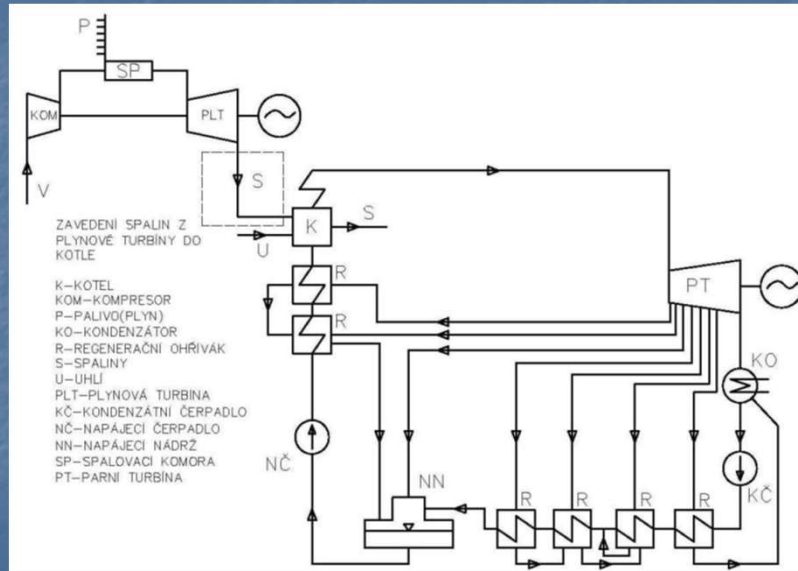 P
SP
KOM
PLT
V
S
K
S
U
ZAVEDENÍ SPALIN Z
PLYNOVÉ TURBÍNY DO
KOTLE
K-KOTEL
KOM-KOMPRESOR
P-PALIVO(PLYN)
KO-KONDENZÁTOR
R-REGENERAČNÍ OHŘÍVÁK
S-SPALINY
U-UHLÍ
PLT-PLYNOVÁ TURBINA
KČ-KONDENZÁTNÍ ČERPADLO
NČ-NAPÁJECÍ ČERPADLO
NN-NAPÁJECÍ NÁDRŽ
SP-SPALOVACÍ KOMORA
PT-PARNÍ TURBÍNA
R
R
PT
KO
KČ
NČ
NN
R
R
R
R